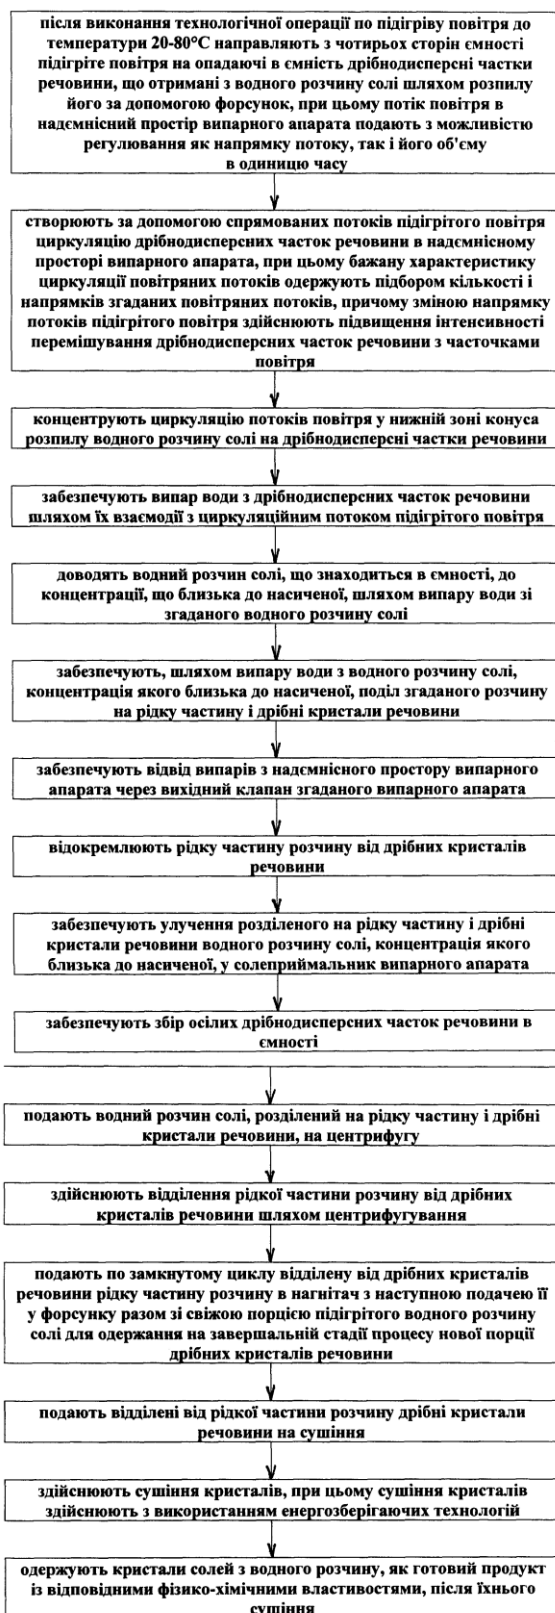 після виконання технологічної операції по підігріву повітря до
температури 20-80°С направляють з чотирьох сторін ємності
підігріте повітря на опадаючі в ємність дрібнодисперсні частки
речовини, що отримані з водного розчину солі шляхом розпилу
його за допомогою форсунок, при цьому потік повітря в
надємнісний простір випарного апарата подають з можливістю
регулювання як напрямку потоку, так і його об'єму
в одиницю часу
створюють за допомогою спрямованих потоків підігрітого повітря
циркуляцію дрібнодисперсних часток речовини в надємнісному
просторі випарного апарата, при цьому бажану характеристику
циркуляції повітряних потоків одержують підбором кількості і
напрямків згаданих повітряних потоків, причому зміною напрямку
потоків підігрітого повітря здійснюють підвищення інтенсивності
перемішування дрібнодисперсних часток речовини з часточками
повітря
концентрують циркуляцію потоків повітря у нижній зоні конуса
розпилу водного розчину солі на дрібнодисперсні частки речовини
забезпечують випар води з дрібнодисперсних часток речовини
шляхом їх взаємодії з циркуляційним потоком підігрітого повітря
доводять водний розчин солі, що знаходиться в ємності, до
концентрації, що близька до насиченої, шляхом випару води зі
згаданого водного розчину солі
забезпечують, шляхом випару води з водного розчину солі,
концентрація якого близька до насиченої, поділ згаданого розчину
на рідку частину і дрібні кристали речовини
забезпечують відвід випарів з надємнісного простору випарного
апарата через вихідний клапан згаданого випарного апарата
відокремлюють рідку частину розчину від дрібних кристалів
речовини
забезпечують улучення розділеного на рідку частину і дрібні
кристали речовини водного розчину солі, концентрація якого
близька до насиченої, у солеприймальник випарного апарата
забезпечують збір осілих дрібнодисперсних часток речовини в
ємності
подають водний розчин солі, розділений на рідку частину і дрібні
кристали речовини, на центрифугу
здійснюють відділення рідкої частини розчину від дрібних
кристалів речовини шляхом центрифугування
подають по замкнутому циклу відділену від дрібних кристалів
речовини рідку частину розчину в нагнітач з наступною подачею її
у форсунку разом зі свіжою порцією підігрітого водного розчину
солі для одержання на завершальній стадії процесу нової порції
дрібних кристалів речовини
подають відділені від рідкої частини розчину дрібні кристали
речовини на сушіння
здійснюють сушіння кристалів, при цьому сушіння кристалів
здійснюють з використанням енергозберігаючих технологій
одержують кристали солей з водного розчину, як готовий продукт
із відповідними фізико-хімічними властивостями, після їхнього
сушіння